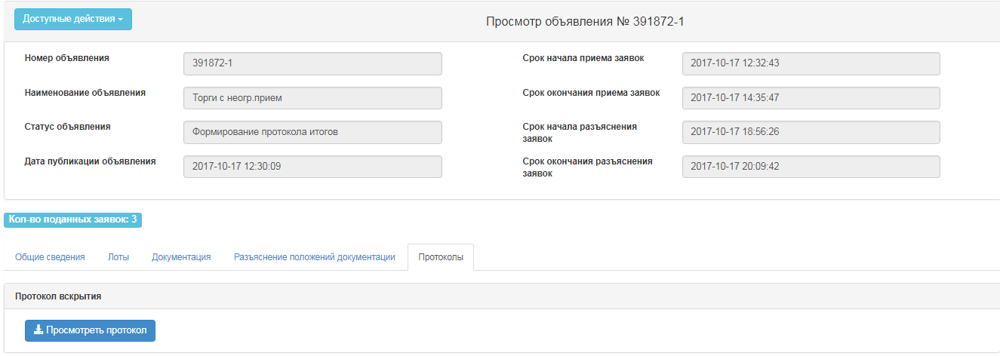 Доступные действия
Просмотр объявления № 391872-1
Номер объявления
391872-1
Срок начала приема заявок
2017-10-17 12:32:43
Наименование объявления
Торги с неогр.прием
Срок окончания приема заявок
2017-10-17 14:35:47
Статус объявления
Формирование протокола итогов
Срок начала разъяснения
заявок
2017-10-17 18:56:26
Дата публикации объявления
2017-10-17 12:30:09
Срок окончания разъяснения
заявок
2017-10-17 20:09:42
Кол-во поданных заявок: 3
Общие сведения
Лоты
Документация
Разъяснение положений документации
Протоколы
Протокол вскрытия
Просмотреть протокол